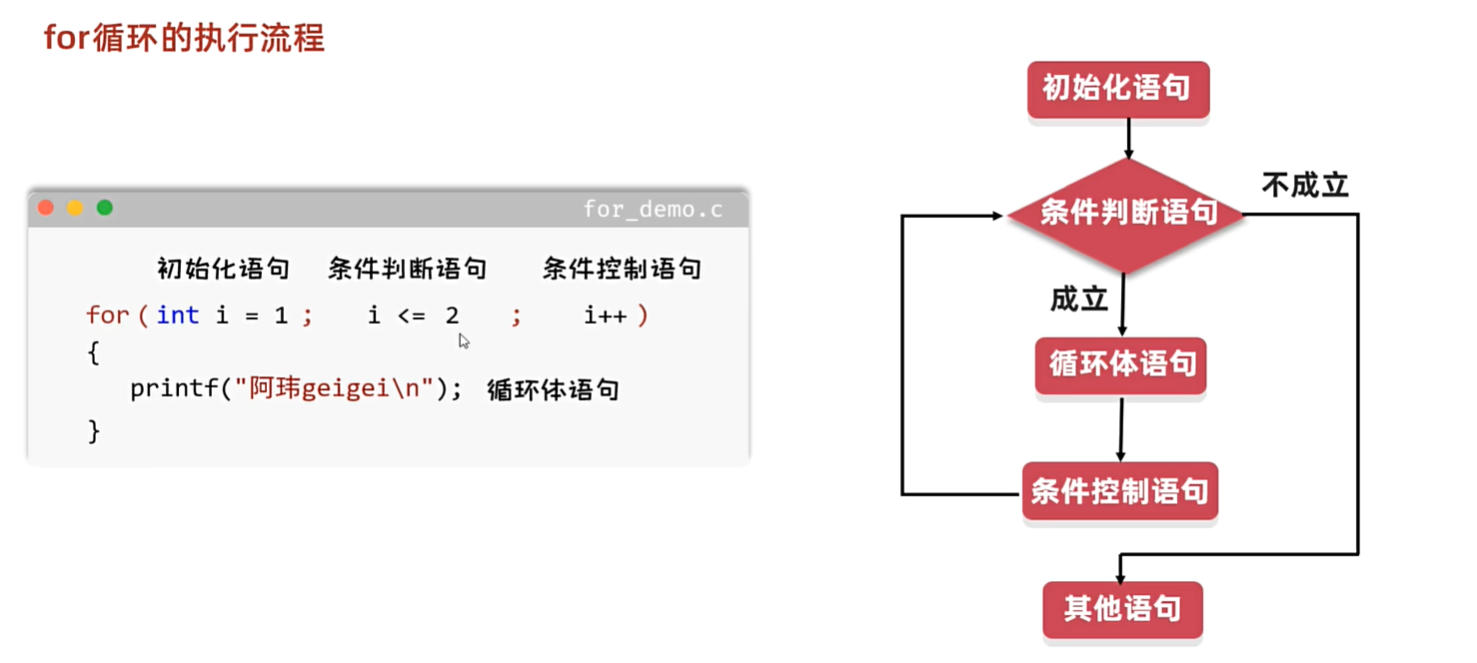 for循环的执行流程
for_demo.c
初始化语句 条件判断语句 条件控制语句
for(int i = 1 ; i <= 2 ; i++ )
{
printf("阿玮geigei\n"); 循环体语句
}
初始化语句
条件判断语句
不成立
成立
循环体语句
条件控制语句
其他语句